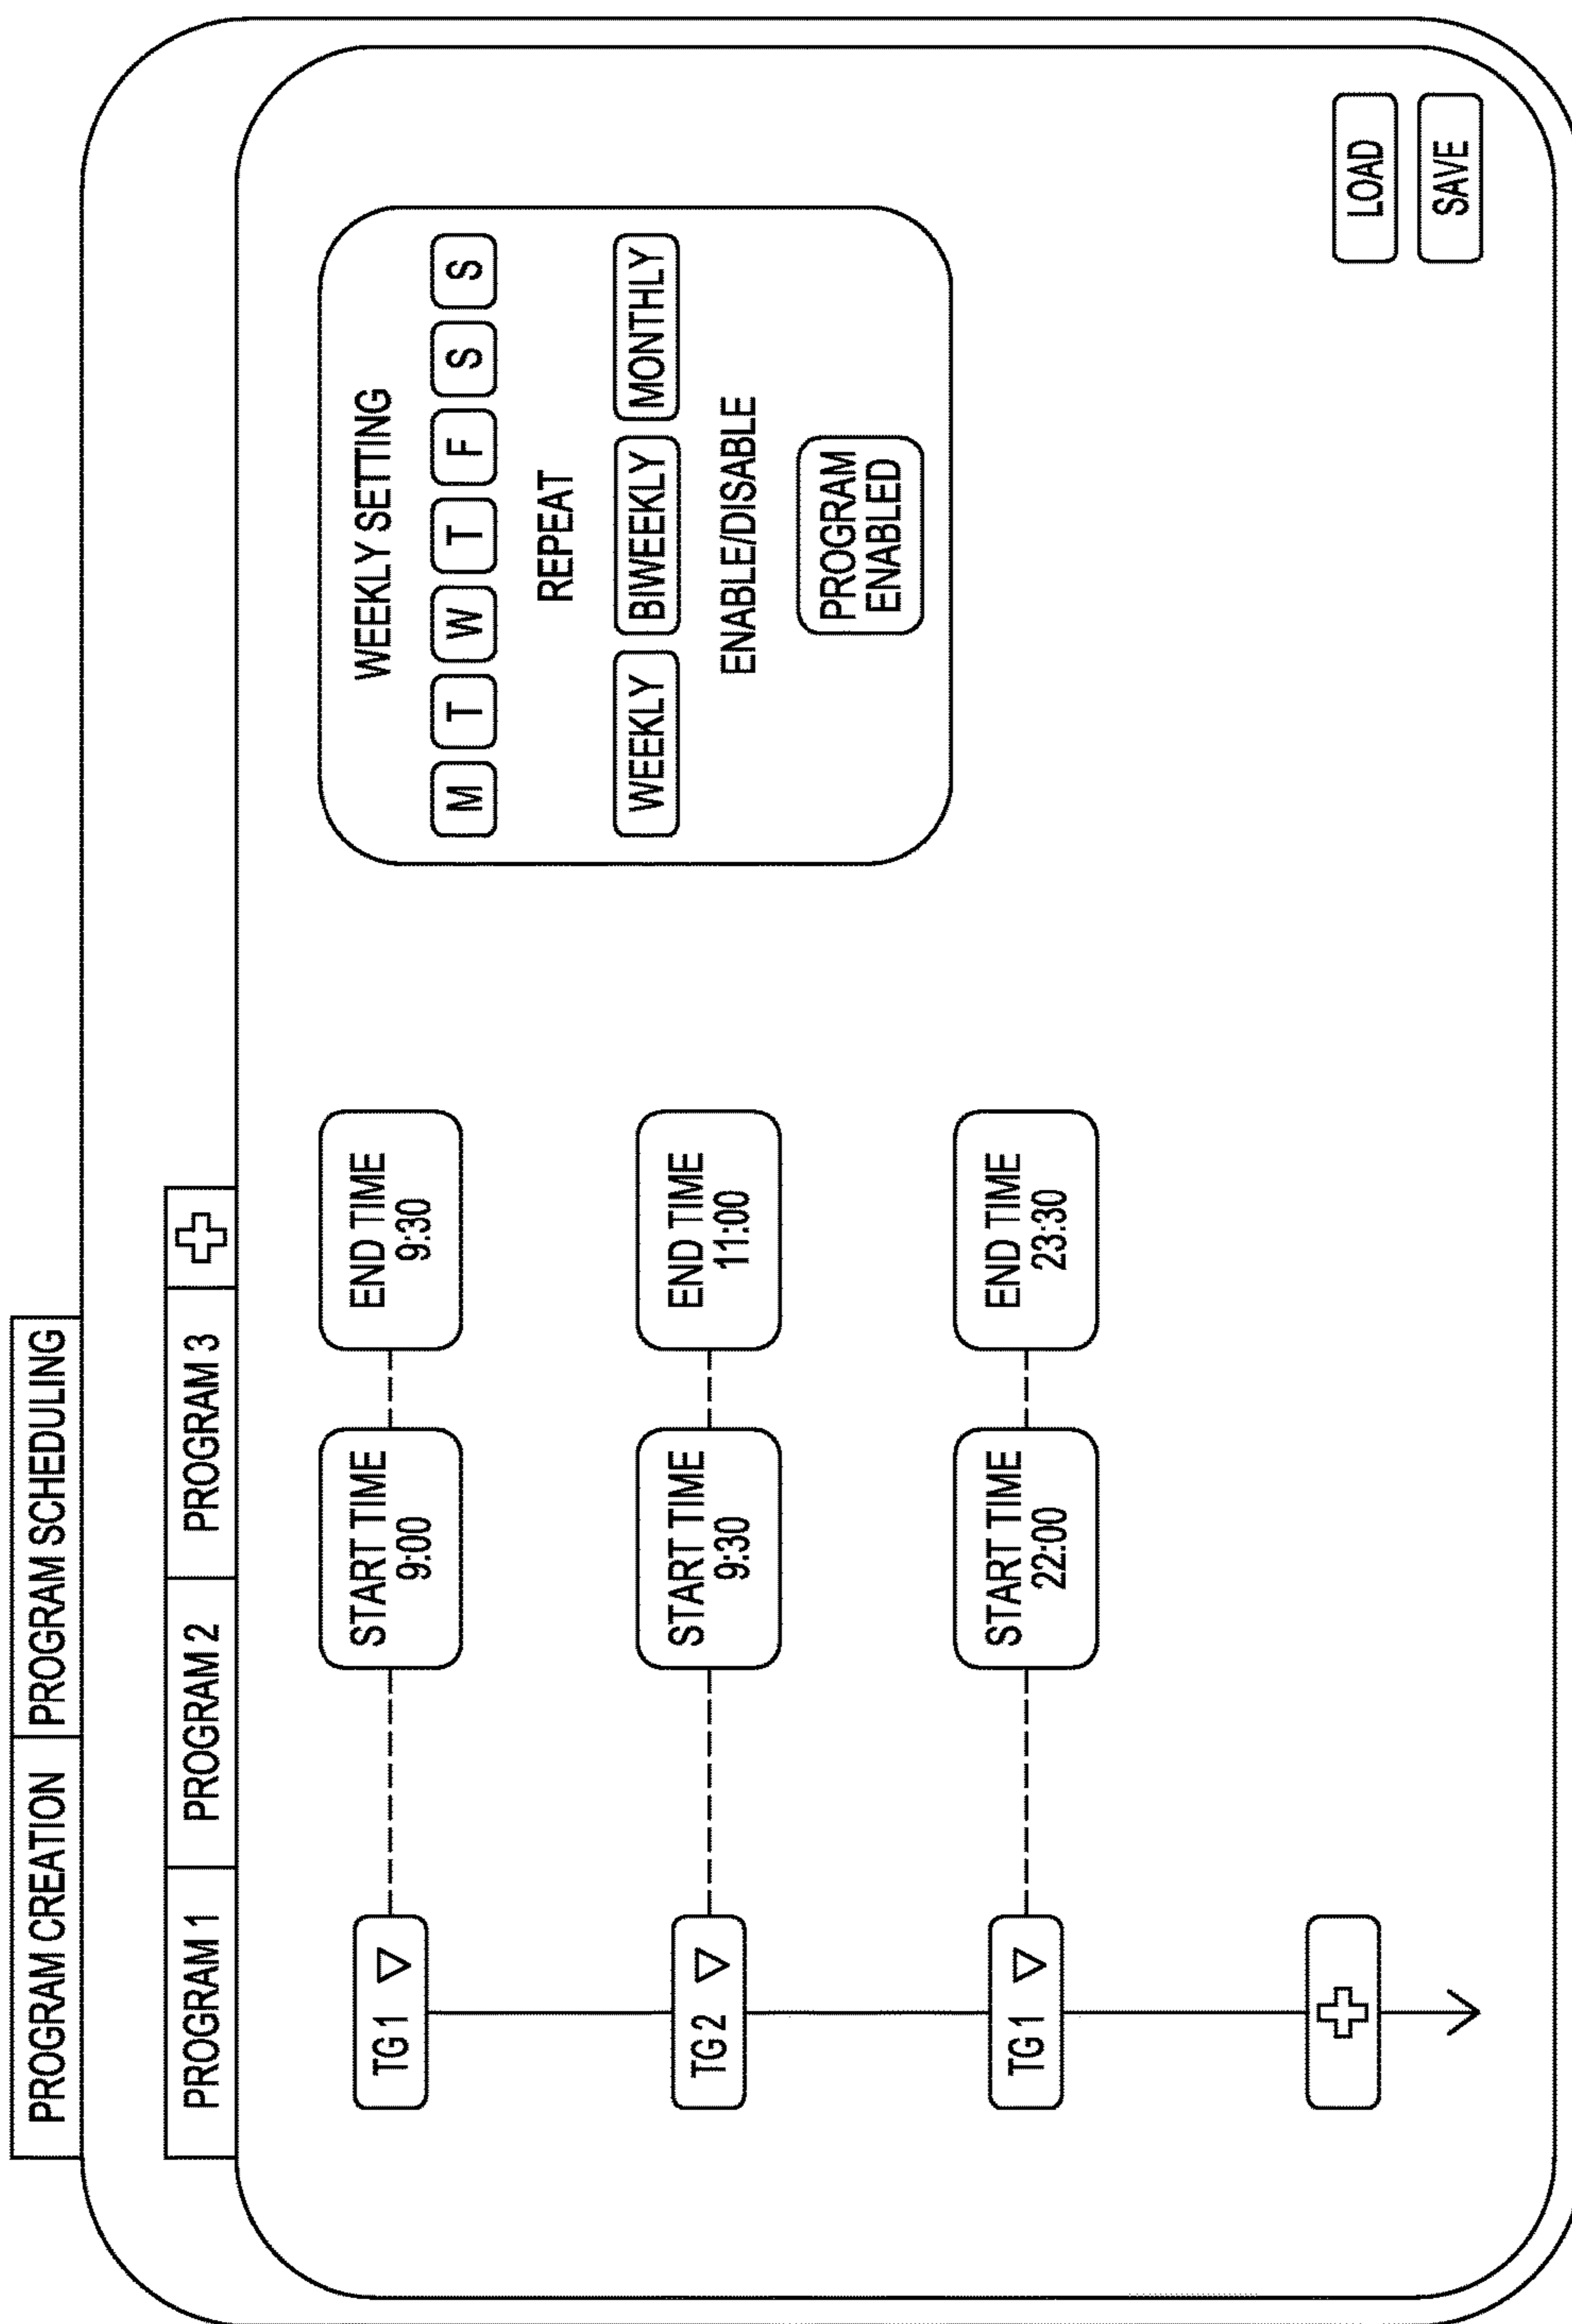 PROGRAM CREATION
PROGRAM SCHEDULING
PROGRAM 1
PROGRAM 2
PROGRAM 3
TG 1
START TIME
9:00
END TIME
9:30
TG 2
START TIME
9:30
END TIME
11:00
TG 1
START TIME
22:00
END TIME
23:30
WEEKLY SETTING
M T W T F S S
REPEAT
WEEKLY BIWEEKLY MONTHLY
ENABLE/DISABLE
PROGRAM
ENABLED
LOAD
SAVE